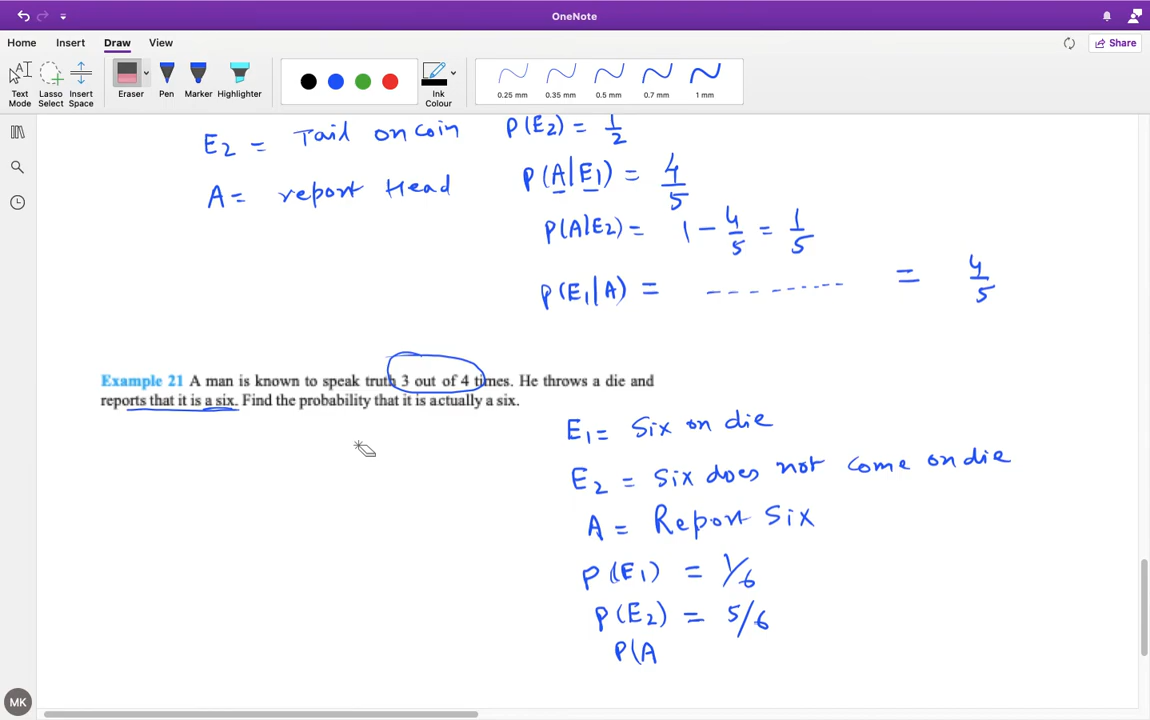 OneNote
Home Insert Draw View
Share
Text Mode
Lasso Select
Insert Space
Eraser
Pen
Marker
Highlighter
Ink Colour
0.25 mm 0.35 mm 0.5 mm 0.7 mm 1 mm
E2 = Tail on coin P(E2) = 1/2
A = report Head P(A|E1) = 4/5
P(A|E2) = 1 - 4/5 = 1/5
P(E1|A) = --------- = 4/5
Example 21 A man is known to speak truth 3 out of 4 times. He throws a die and
reports that it is a six. Find the probability that it is actually a six.
E1 = Six on die
E2 = Six does not come on die
A = Report Six
P(E1) = 1/6
P(E2) = 5/6
P(A
MK